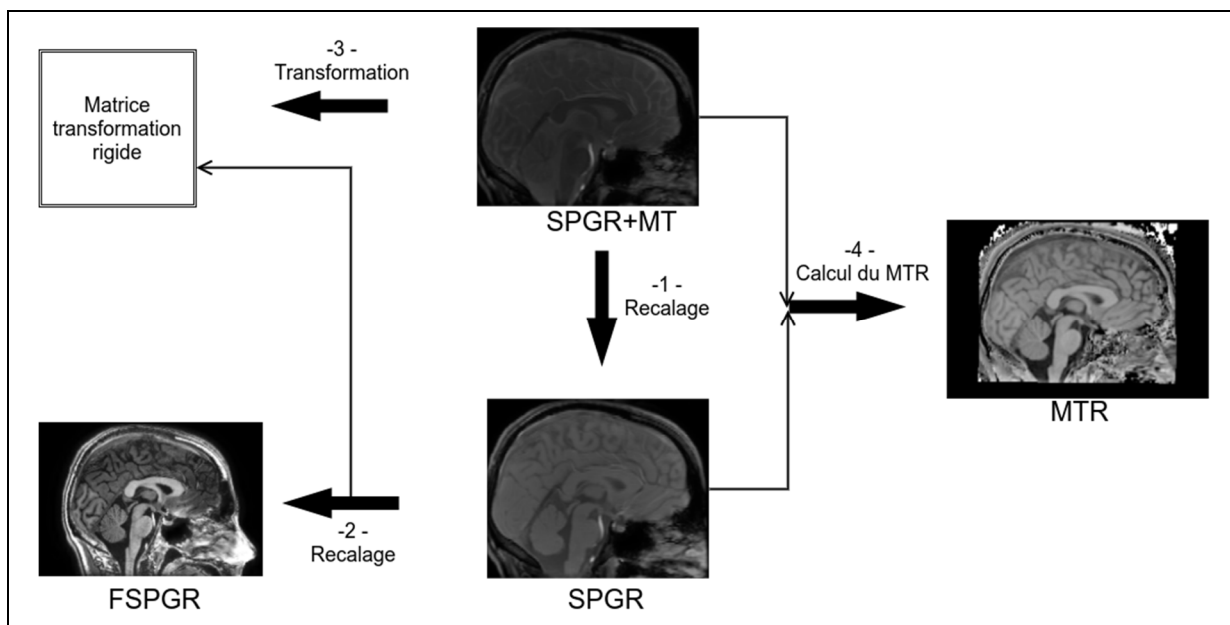 -3 -
Transformation
Matrice
transformation
rigide
SPGR+MT
-1 -
Recalage
-4 -
Calcul du MTR
MTR
-2 -
Recalage
FSPGR
SPGR